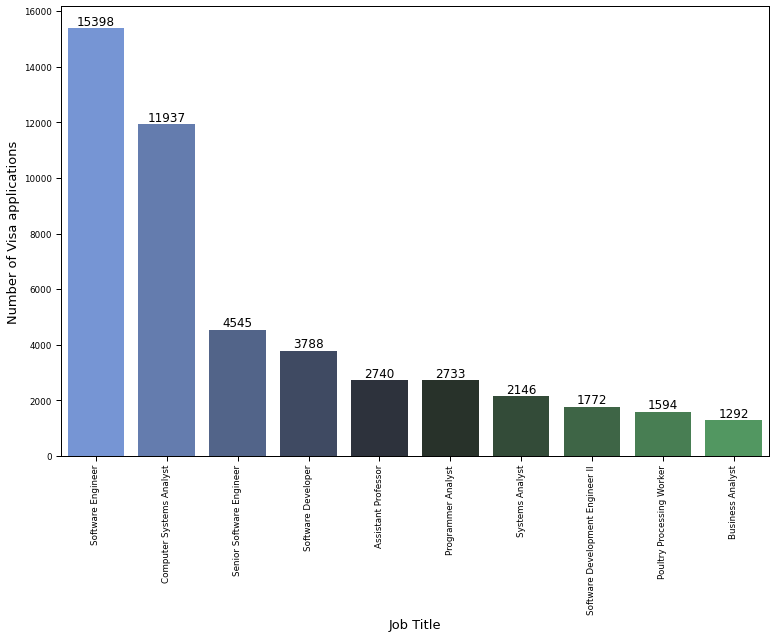 Number of Visa applications
16000
14000
12000
10000
8000
6000
4000
2000
0
15398
11937
4545
3788
2740
2733
2146
1772
1594
1292
Software Engineer
Computer Systems Analyst
Senior Software Engineer
Software Developer
Assistant Professor
Programmer Analyst
Systems Analyst
Software Development Engineer II
Poultry Processing Worker
Business Analyst
Job Title